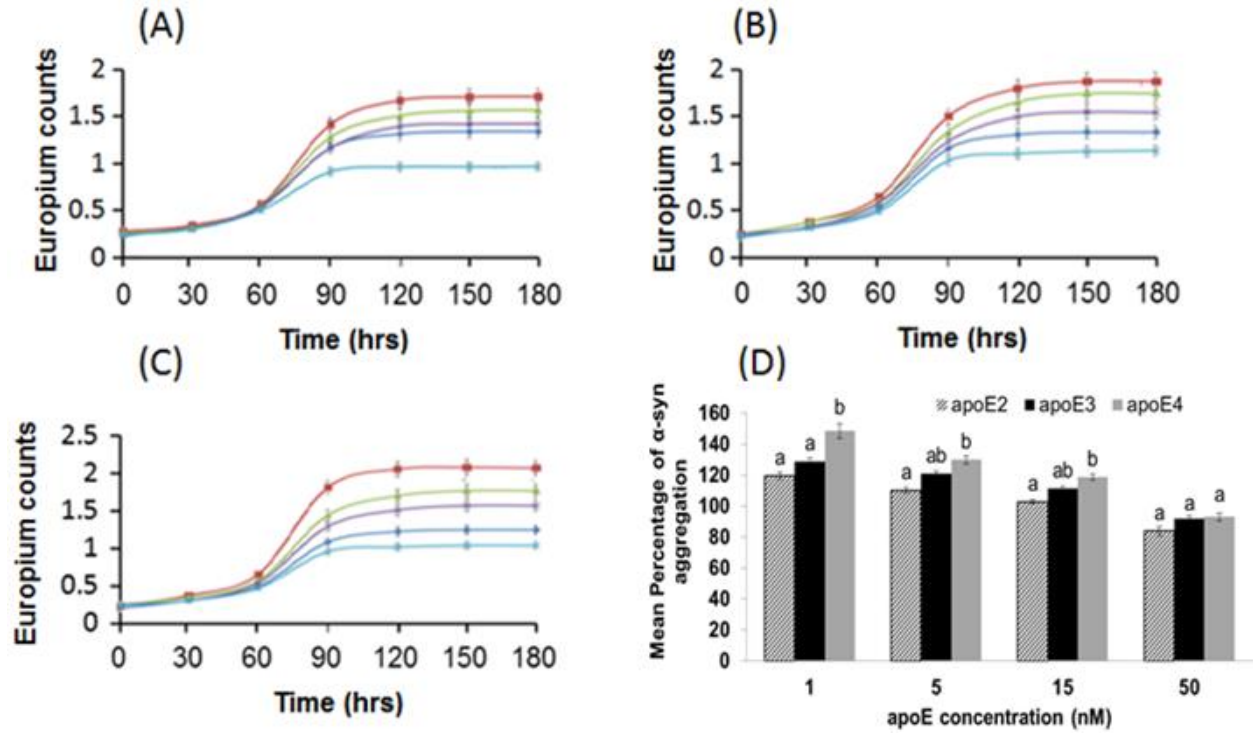 (A)
Europium counts
2
1.5
1
0.5
0
0 30 60 90 120 150 180
Time (hrs)
(B)
Europium counts
2
1.5
1
0.5
0
0 30 60 90 120 150 180
Time (hrs)
(C)
Europium counts
2.5
2
1.5
1
0.5
0
0 30 60 90 120 150 180
Time (hrs)
(D)
Mean Percentage of α-syn
aggregation
160
140
120
100
80
60
40
20
0
apoE2 apoE3 apoE4
a a b
a ab b
a ab b
a a a
1 5 15 50
apoE concentration (nM)